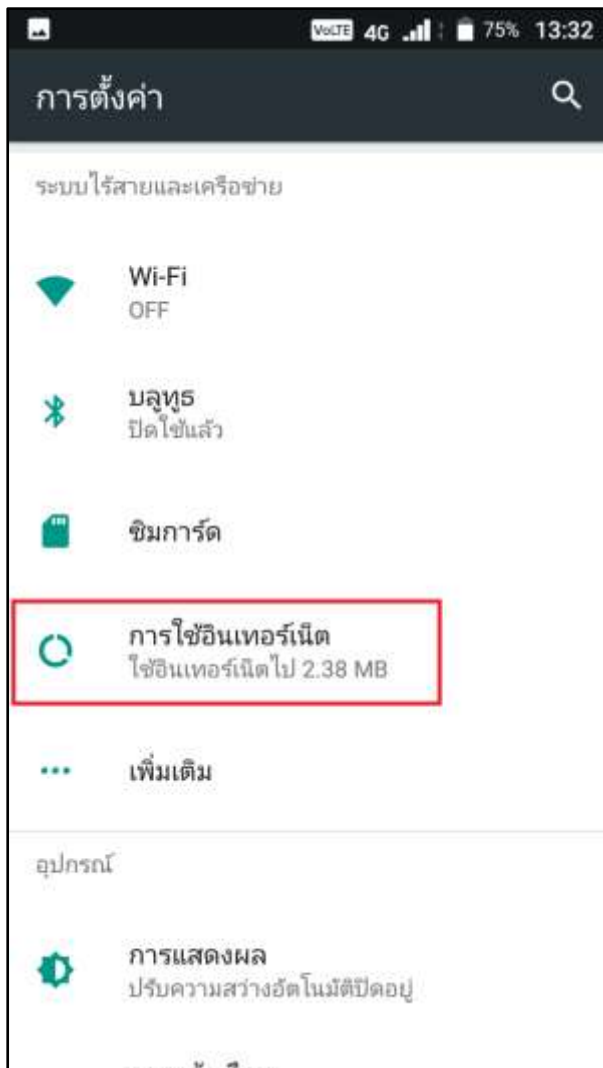 VoLTE 4G 75% 13:32
การตั้งค่า
ระบบไร้สายและเครือข่าย
Wi-Fi
OFF
บลูทูธ
ปิดใช้แล้ว
ซิมการ์ด
การใช้อินเทอร์เน็ต
ใช้อินเทอร์เน็ตไป 2.38 MB
เพิ่มเติม
อุปกรณ์
การแสดงผล
ปรับความสว่างอัตโนมัติปิดอยู่